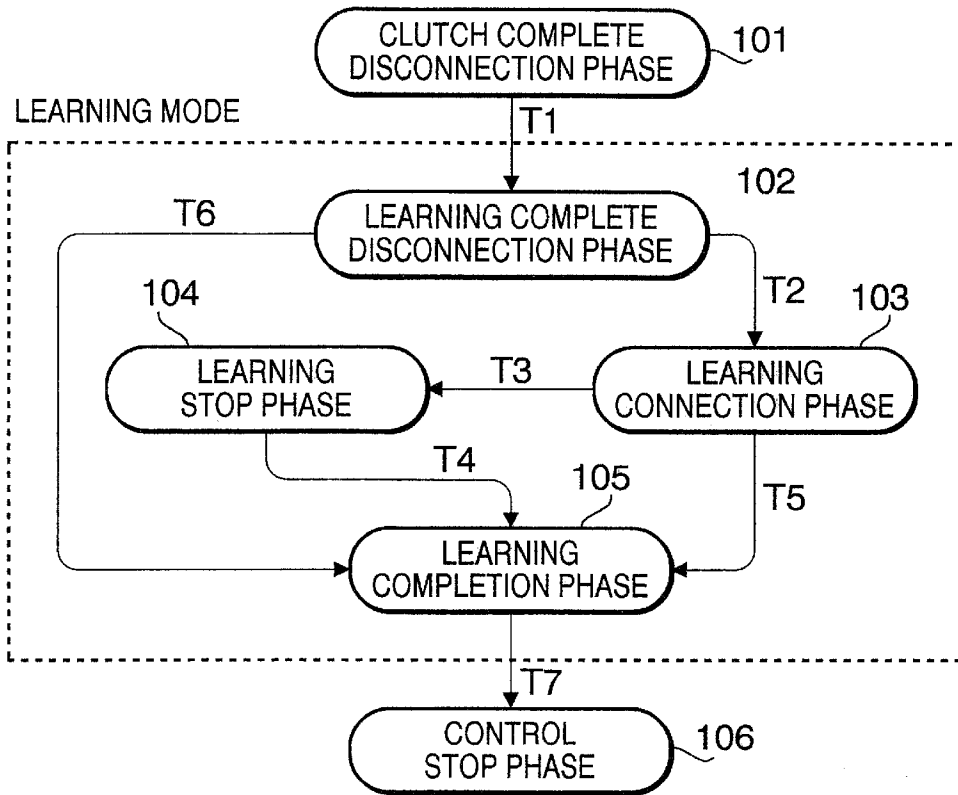 CLUTCH COMPLETE
DISCONNECTION PHASE
101
LEARNING MODE
T1
102
T6
LEARNING COMPLETE
DISCONNECTION PHASE
T2
104
103
LEARNING
STOP PHASE
T3
LEARNING
CONNECTION PHASE
T4
105
T5
LEARNING
COMPLETION PHASE
T7
CONTROL
STOP PHASE
106